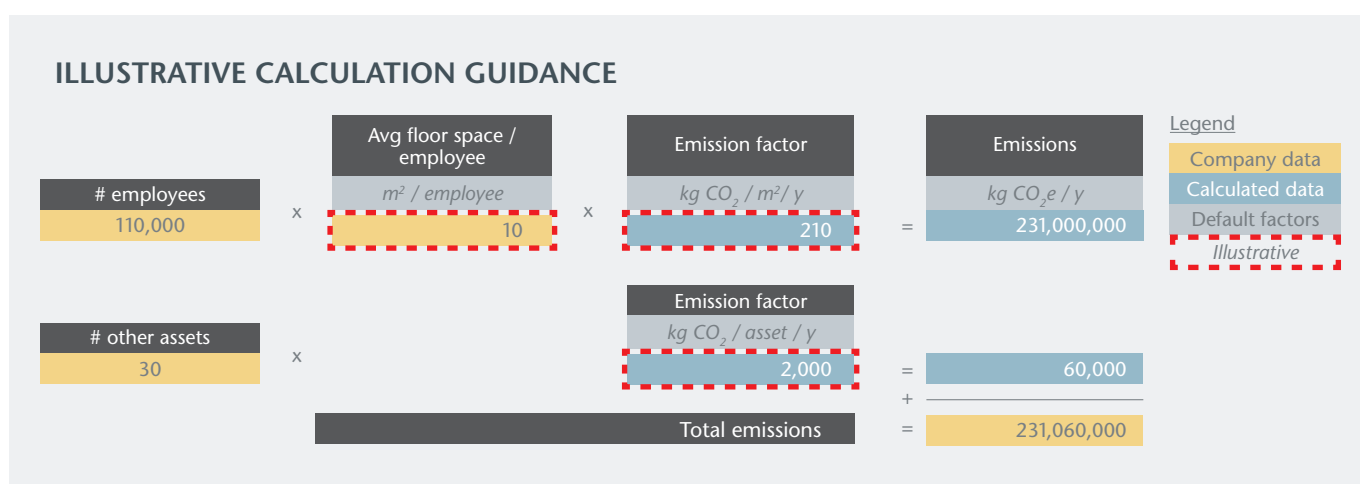 ILLUSTRATIVE CALCULATION GUIDANCE
# employees
110,000
x
Avg floor space /
employee
m² / employee
10
x
Emission factor
kg CO₂ / m²/ y
210
=
Emissions
kg CO₂e / y
231,000,000
Legend
Company data
Calculated data
Default factors
Illustrative
# other assets
30
x
Emission factor
kg CO₂ / asset / y
2,000
=
60,000
+
Total emissions
=
231,060,000